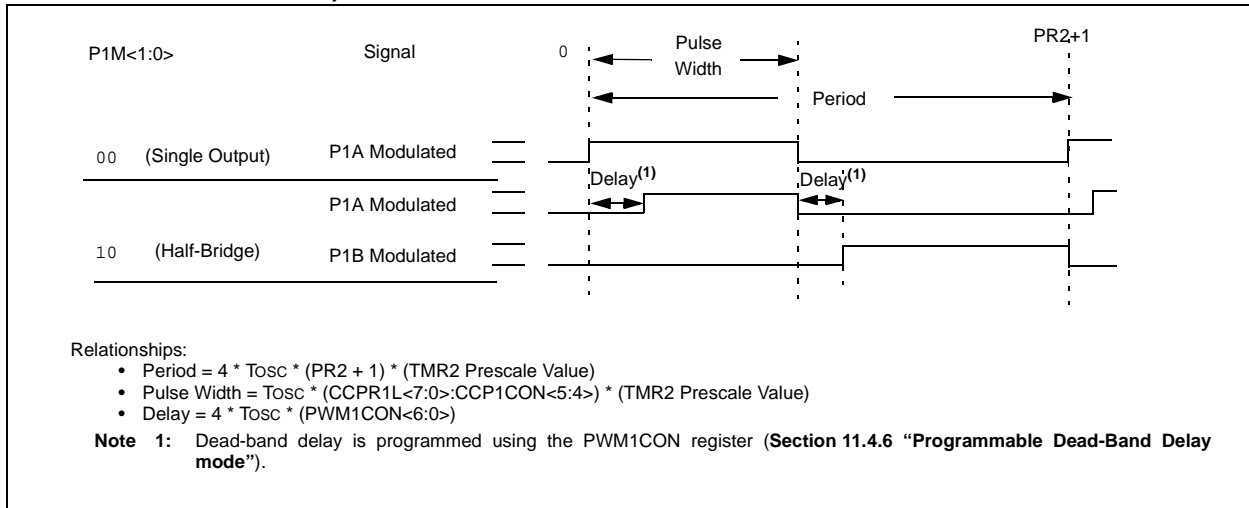 P1M<1:0> Signal 0 Pulse Width PR2+1
Period
00 (Single Output) P1A Modulated
Delay(1) Delay(1)
P1A Modulated
10 (Half-Bridge) P1B Modulated
Relationships:
• Period = 4 * TOSC * (PR2 + 1) * (TMR2 Prescale Value)
• Pulse Width = TOSC * (CCPR1L<7:0>:CCP1CON<5:4>) * (TMR2 Prescale Value)
• Delay = 4 * TOSC * (PWM1CON<6:0>)
Note 1: Dead-band delay is programmed using the PWM1CON register (Section 11.4.6 “Programmable Dead-Band Delay
mode”).